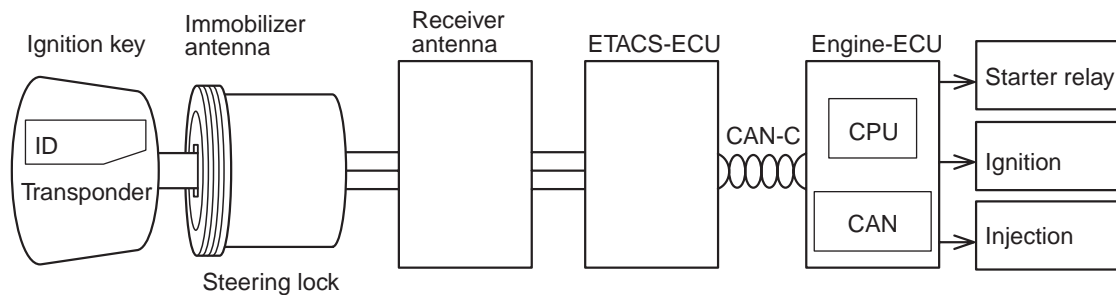 Ignition key
Immobilizer
antenna
Receiver
antenna
ETACS-ECU
Engine-ECU
Starter relay
ID
Transponder
CAN-C
CPU
Ignition
CAN
Injection
Steering lock